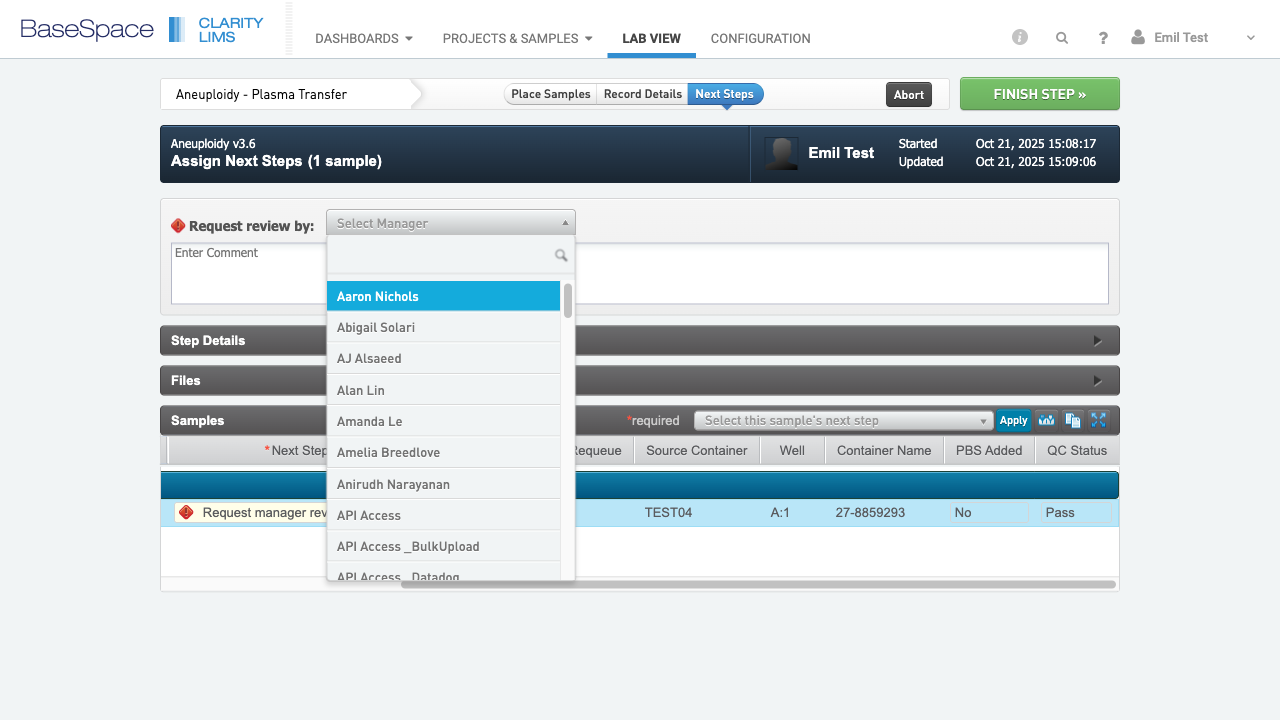 BaseSpace CLARITY LIMS
DASHBOARDS PROJECTS & SAMPLES LAB VIEW CONFIGURATION ? Emil Test
Aneuploidy - Plasma Transfer Place Samples Record Details Next Steps Abort FINISH STEP »
Aneuploidy v3.6
Assign Next Steps (1 sample)
Emil Test
Started Oct 21, 2025 15:08:17
Updated Oct 21, 2025 15:09:06
Request review by: Select Manager
Enter Comment
Aaron Nichols
Abigail Solari
AJ Alsaeed
Alan Lin
Amanda Le
Amelia Breedlove
Anirudh Narayanan
API Access
API Access _BulkUpload
API Access _Datadog
Step Details
Files
Samples *required Select this sample's next step Apply
*Next Step Requeue Source Container Well Container Name PBS Added QC Status
Request manager rev TEST04 A:1 27-8859293 No Pass